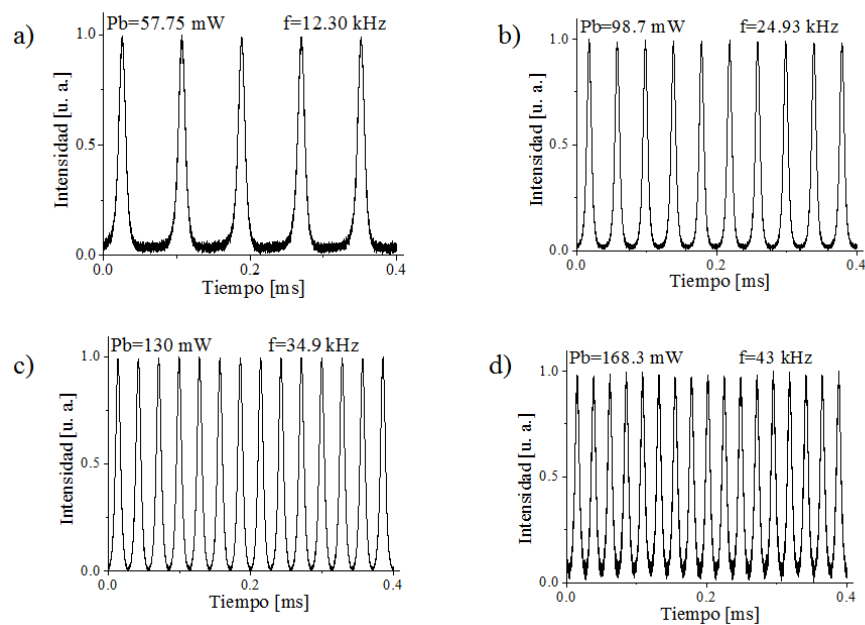 a)
Pb=57.75 mW f=12.30 kHz
Intensidad [u. a.]
1.0
0.5
0.0
0.0 0.2 0.4
Tiempo [ms]
b)
Pb=98.7 mW f=24.93 kHz
Intensidad [u. a.]
1.0
0.5
0.0
0.0 0.2 0.4
Tiempo [ms]
c)
Pb=130 mW f=34.9 kHz
Intensidad [u. a.]
1.0
0.5
0.0
0.0 0.2 0.4
Tiempo [ms]
d)
Pb=168.3 mW f=43 kHz
Intensidad [u. a.]
1.0
0.5
0.0
0.0 0.2 0.4
Tiempo [ms]